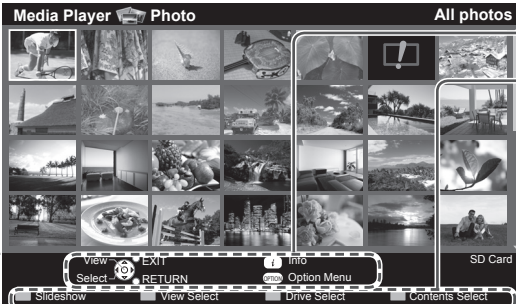 Media Player Photo All photos
View EXIT i Info SD Card
Select RETURN OPTION Option Menu
Slideshow View Select Drive Select Contents Select